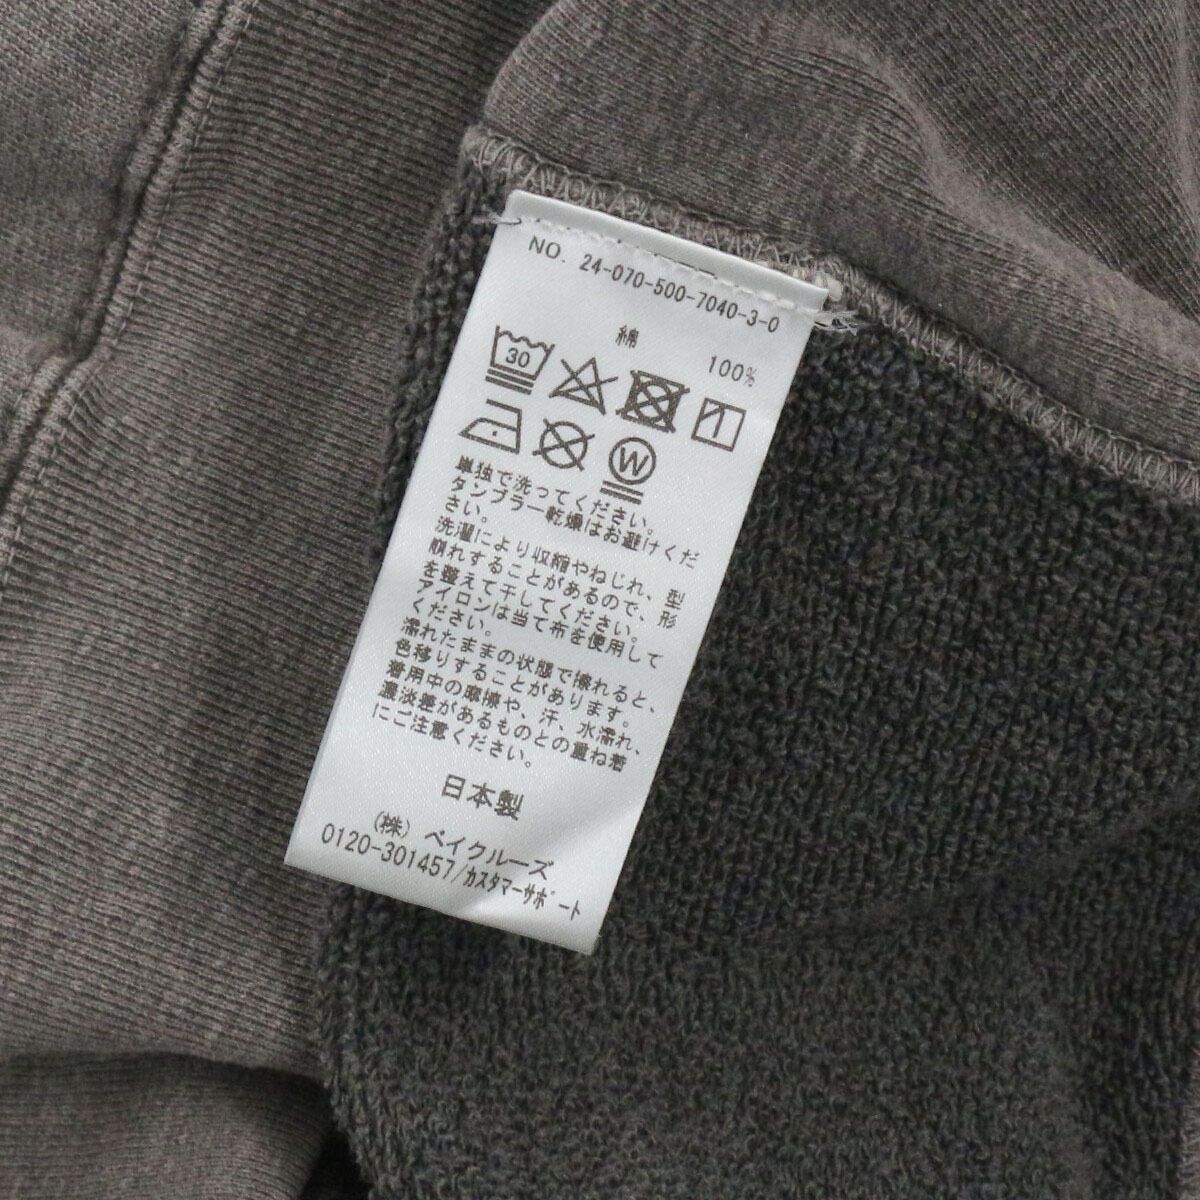 NO. 24-070-500-7040-3-0
綿 100%
30
W
単独で洗ってください。
タンブラー乾燥はお避けくだ
さい。
洗濯により収縮やねじれ、型
崩れすることがあるので、形
を整えて干してください。
アイロンは当て布を使用して
ください。
濡れたままの状態で擦れると、
色移りすることがあります。
着用中の摩擦や、汗、水濡れ、
濃淡差があるものとの重ね着
にご注意ください。
日本製
(株) ベイクルーズ
0120-301457/カスタマーサポート